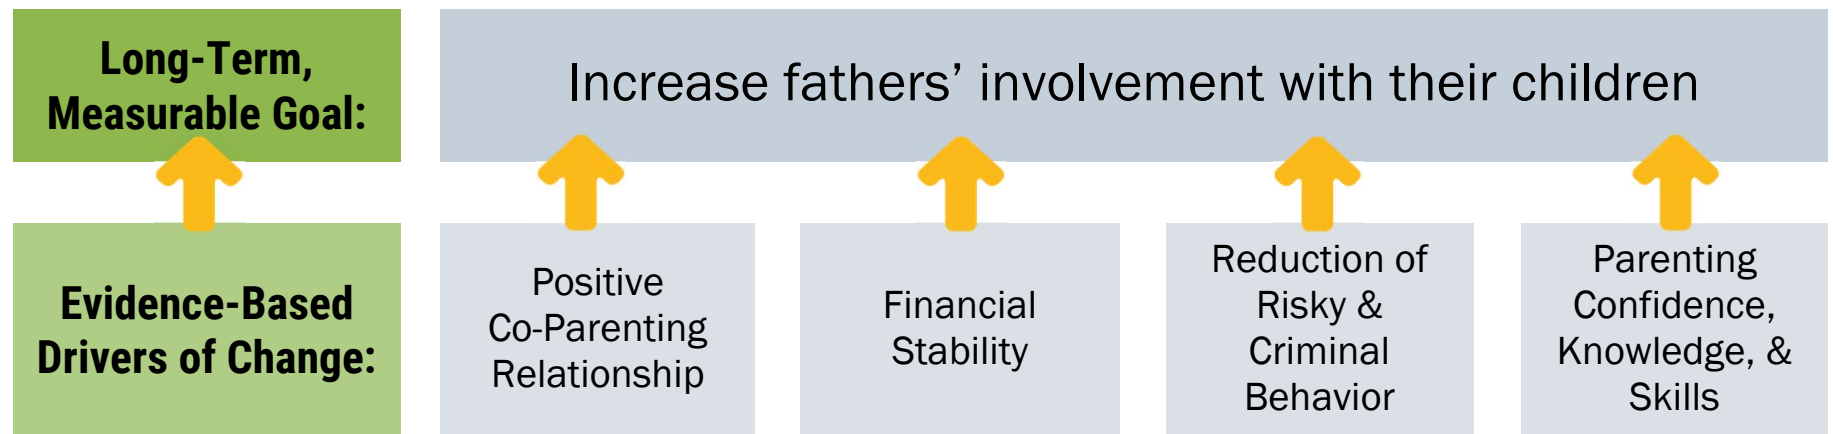 Long-Term,
Measurable Goal:
Increase fathers’ involvement with their children
Evidence-Based
Drivers of Change:
Positive
Co-Parenting
Relationship
Financial
Stability
Reduction of
Risky &
Criminal
Behavior
Parenting
Confidence,
Knowledge, &
Skills